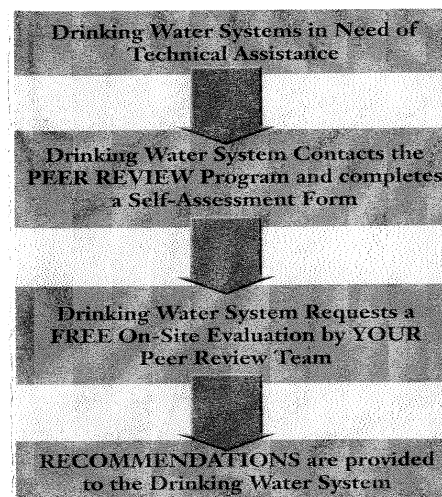 Drinking Water Systems in Need of
Technical Assistance
Drinking Water System Contacts the
PEER REVIEW Program and completes
a Self-Assessment Form
Drinking Water System Requests a
FREE On-Site Evaluation by YOUR
Peer Review Team
RECOMMENDATIONS are provided
to the Drinking Water System